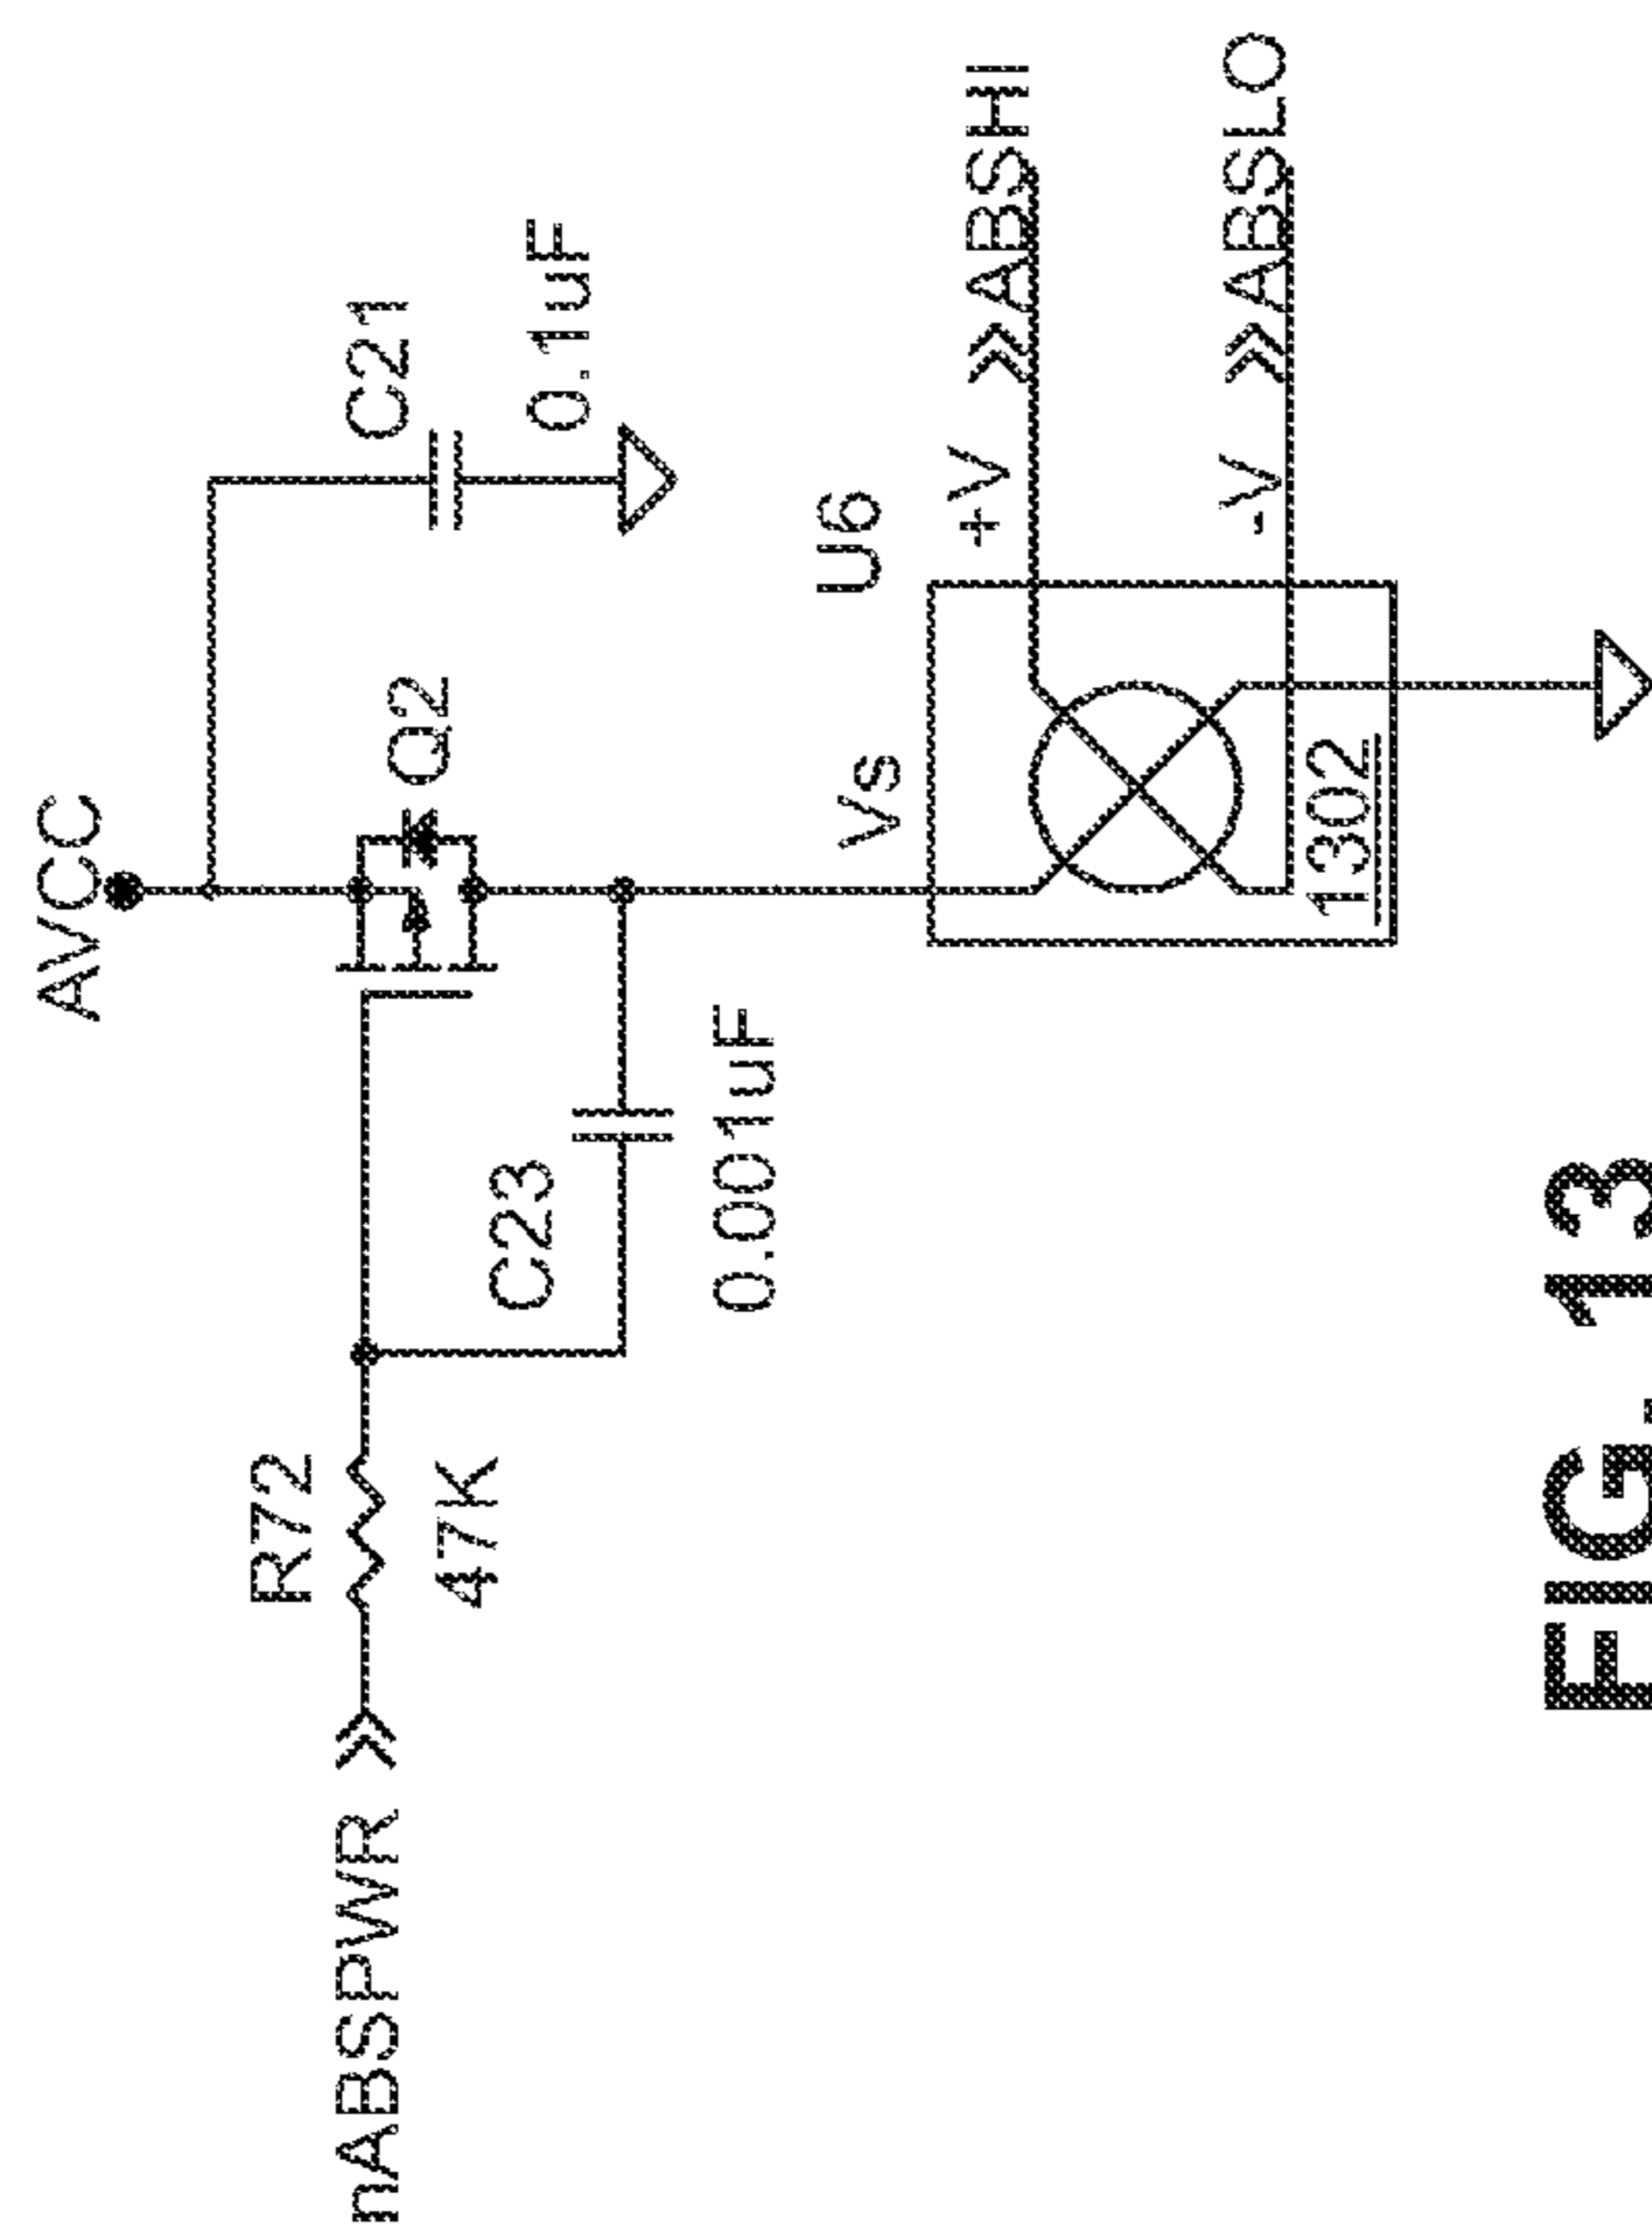 AVCC
C21
0.1uF
Q2
nABSPWR
R72
47K
C23
0.001uF
U6
Vs
+V
ABSHI
-V
ABSLO
1302
FIG. 13